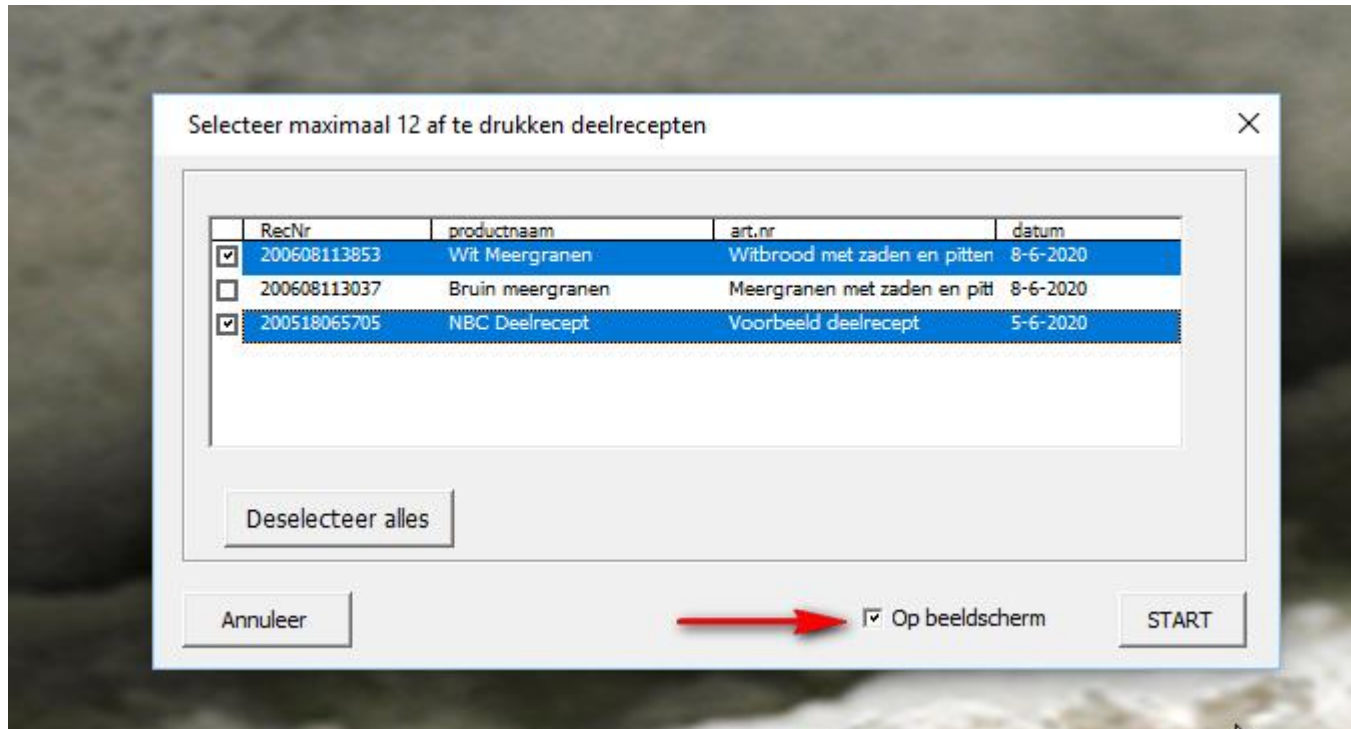 Selecteer maximaal 12 af te drukken deelrecepten
RecNr productnaam art.nr datum
200608113853 Wit Meergranen Witbrood met zaden en pitten 8-6-2020
200608113037 Bruin meergranen Meergranen met zaden en pitt 8-6-2020
200518065705 NBC Deelrecept Voorbeeld deelrecept 5-6-2020
Deselecteer alles
Annuleer Op beeldscherm START